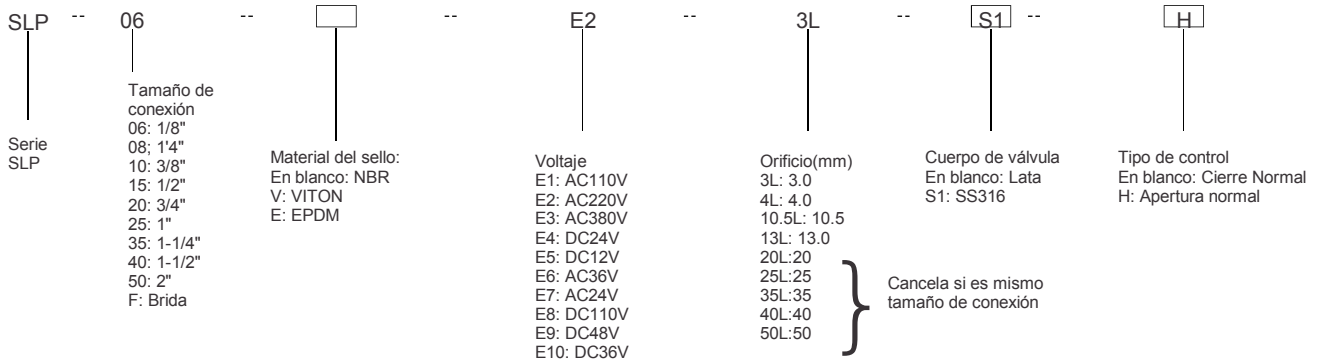 SLP -- 06 -- -- E2 -- 3L -- S1 -- H
Serie
SLP
Tamaño de
conexión
06: 1/8"
08; 1'4"
10: 3/8"
15: 1/2"
20: 3/4"
25: 1"
35: 1-1/4"
40: 1-1/2"
50: 2"
F: Brida
Material del sello:
En blanco: NBR
V: VITON
E: EPDM
Voltaje
E1: AC110V
E2: AC220V
E3: AC380V
E4: DC24V
E5: DC12V
E6: AC36V
E7: AC24V
E8: DC110V
E9: DC48V
E10: DC36V
Orificio(mm)
3L: 3.0
4L: 4.0
10.5L: 10.5
13L: 13.0
20L:20
25L:25
35L:35
40L:40
50L:50
Cancela si es mismo
tamaño de conexión
Cuerpo de válvula
En blanco: Lata
S1: SS316
Tipo de control
En blanco: Cierre Normal
H: Apertura normal